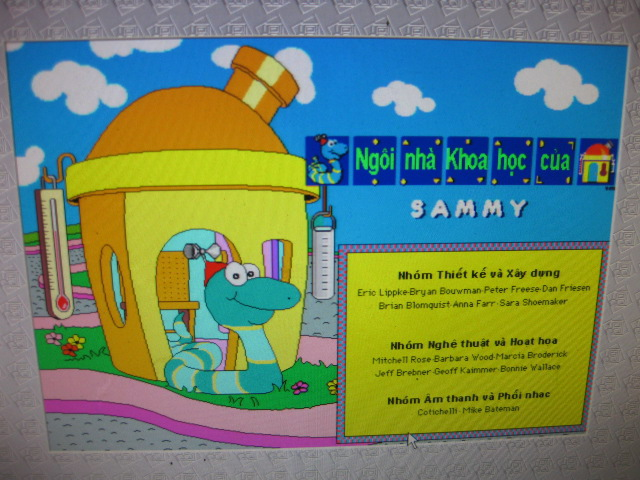 Ngôi nhà Khoa học của
SAMMY
Nhóm Thiết kế và Xây dựng
Eric Lippke-Bryan Bouwman-Peter Freese-Dan Friesen
Brian Blomquist-Anna Farr-Sara Shoemaker
Nhóm Nghệ thuật và Hoạt hoạ
Mitchell Rose-Barbara Wood-Marcia Broderick
Jeff Brebner-Geoff Kaimmer-Bonnie Wallace
Nhóm Âm thanh và Phối nhạc
Cotichelli- Mike Bateman